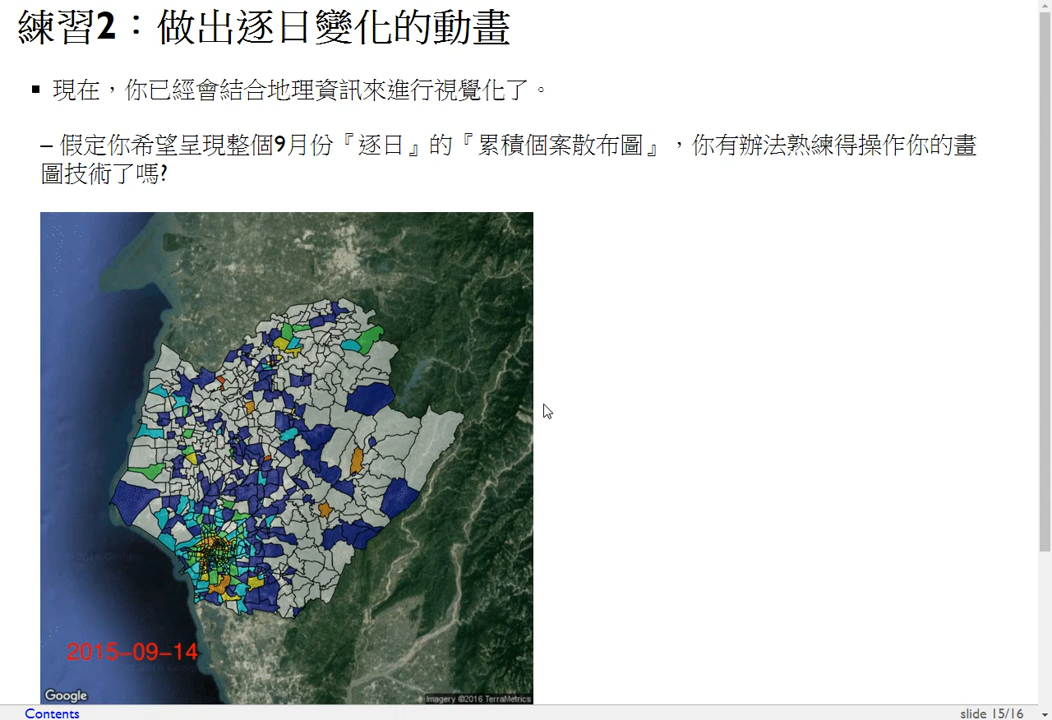 練習2：做出逐日變化的動畫
▪ 現在，你已經會結合地理資訊來進行視覺化了。
– 假定你希望呈現整個9月份『逐日』的『累積個案散布圖』，你有辦法熟練得操作你的畫
圖技術了嗎?
2015-09-14
Google
Imagery ©2016 TerraMetrics
Contents
slide 15/16